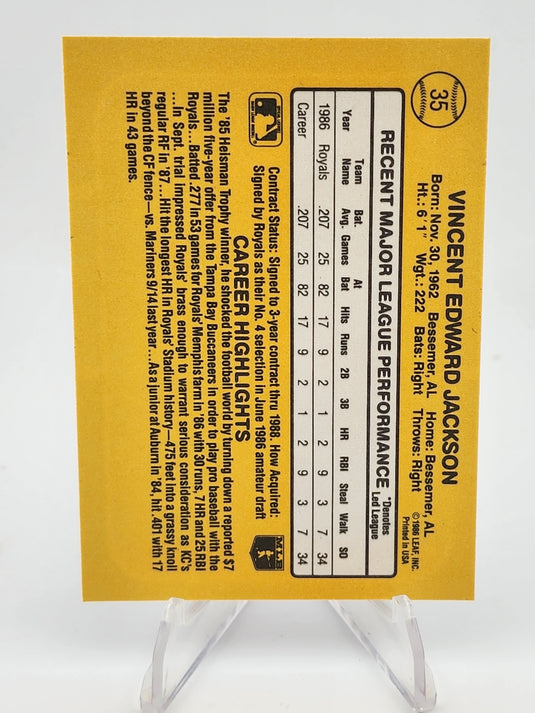 35
VINCENT EDWARD JACKSON
Born: Nov. 30, 1962 Bessemer, AL Home: Bessemer, AL
Ht.: 6'1" Wgt.: 222 Bats: Right Throws: Right
©1986 LEAF, INC.
Printed in USA
RECENT MAJOR LEAGUE PERFORMANCE *Denotes Led League
Year Team Name Bat. Avg. Games At Bat Hits Runs 2B 3B HR RBI Steal Walk SO
1986 Royals .207 25 82 17 9 2 1 2 9 3 7 34
Career .207 25 82 17 9 2 1 2 9 3 7 34
Contract Status: Signed to 3-year contract thru 1988. How Acquired:
Signed by Royals as their No. 4 selection in June 1986 amateur draft
MLB
CAREER HIGHLIGHTS
The '85 Heisman Trophy winner, he shocked the football world by turning down a reported $7
million five-year offer from the Tampa Bay Buccaneers in order to play pro baseball with the
Royals...Batted .277 in 53 games for Royals' Memphis farm in '86 with 30 runs, 7 HR and 25 RBI
...In Sept. trial impressed Royals' brass enough to warrant serious consideration as KC's
regular RF in '87...Hit the longest HR in Royals' Stadium history—475 feet into a grassy knoll
beyond the CF fence—vs. Mariners 9/14 last year...As a junior at Auburn in '84, hit .401 with 17
HR in 43 games.